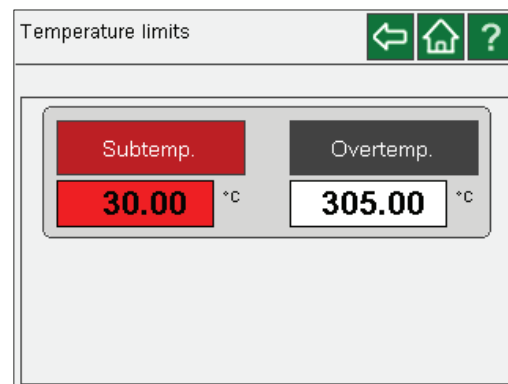 Temperature limits
?
Subtemp. Overtemp.
30.00 °C 305.00 °C